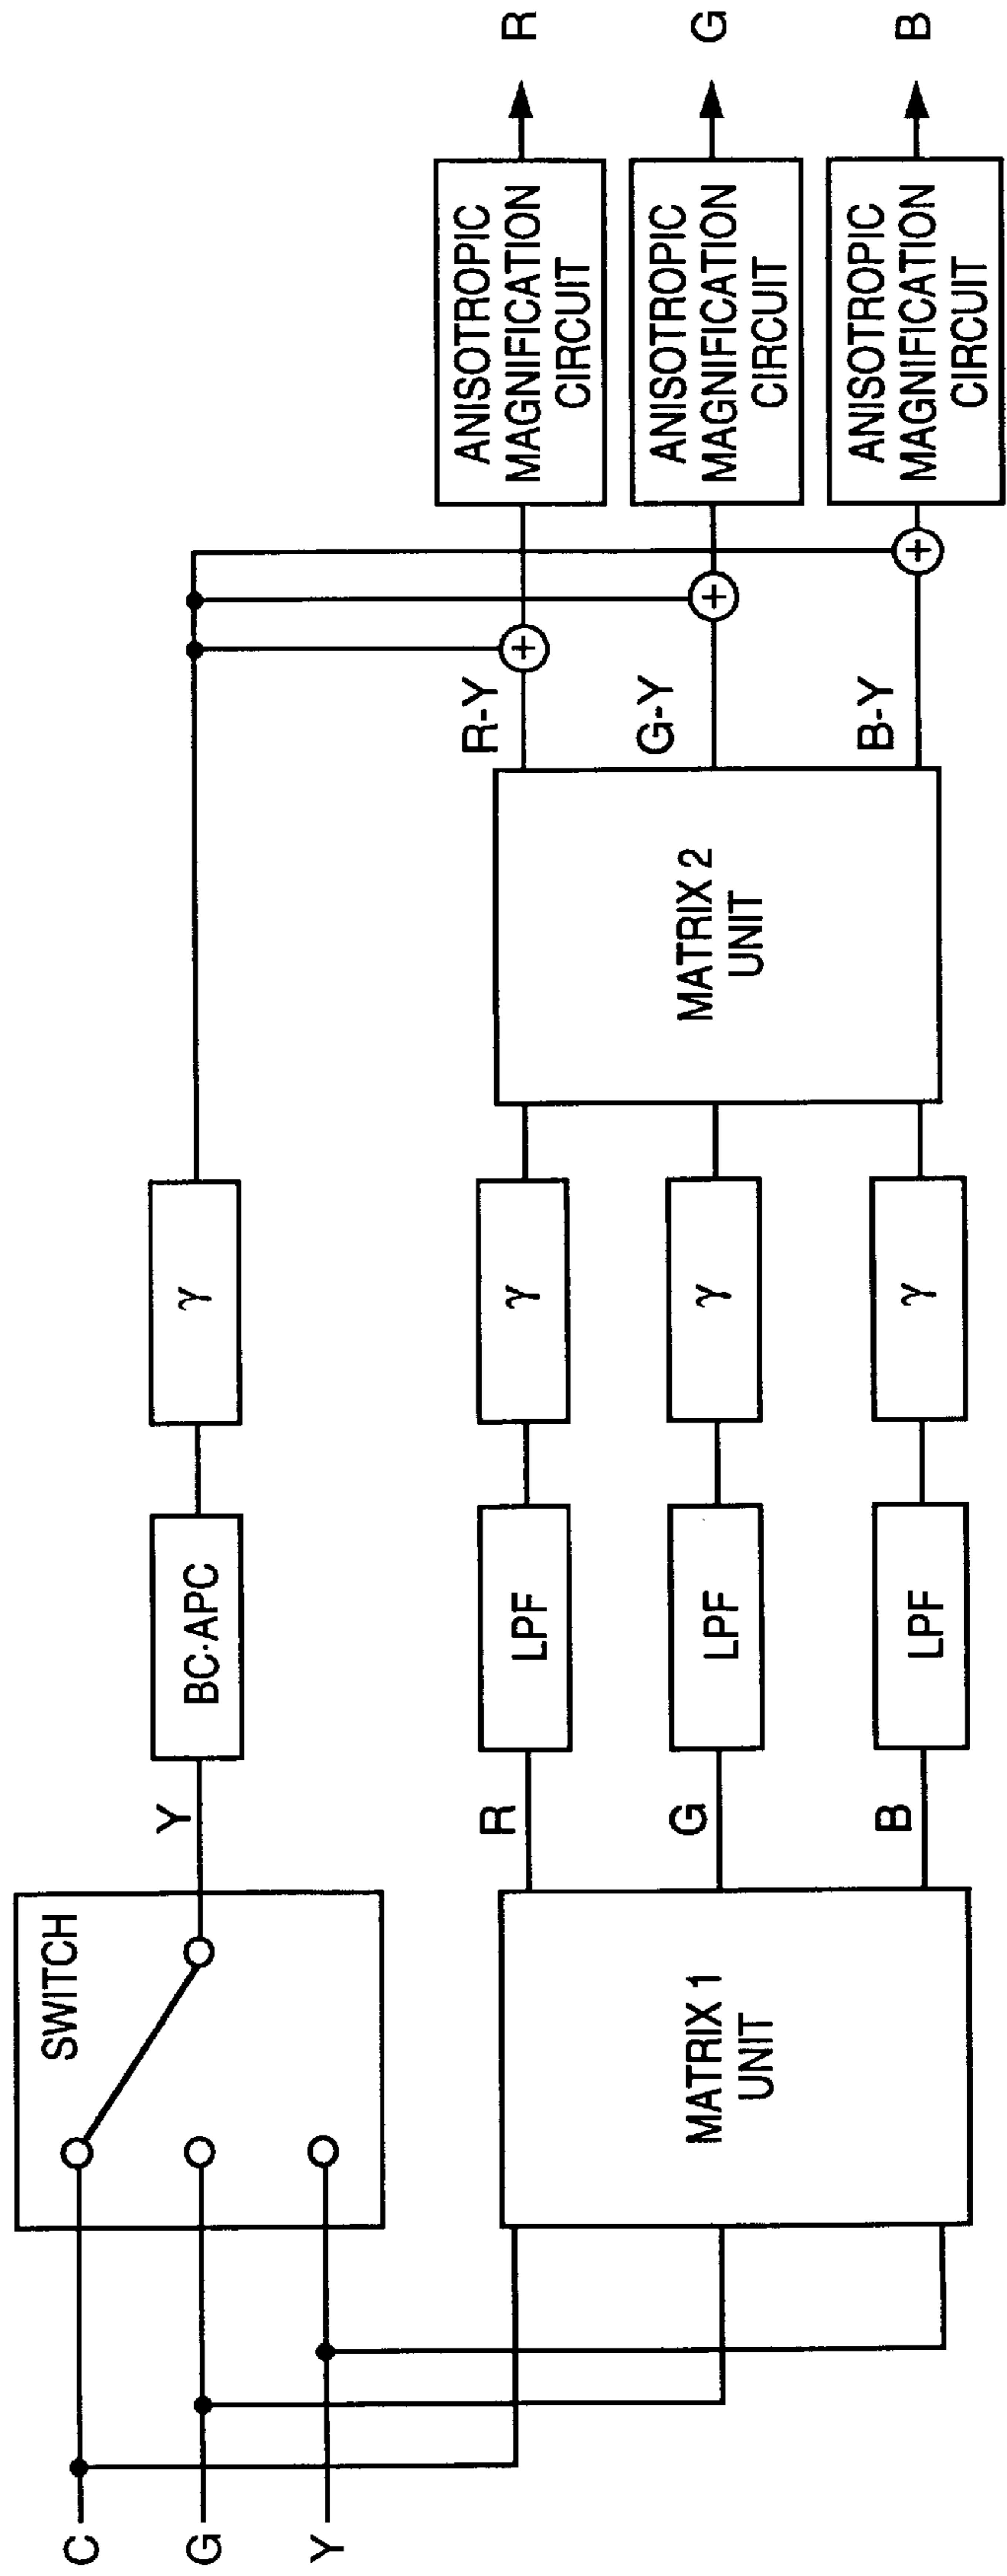 C
G
Y
SWITCH
Y
BC·APC
γ
MATRIX 1
UNIT
R
G
B
LPF
LPF
LPF
γ
γ
γ
MATRIX 2
UNIT
R-Y
G-Y
B-Y
+
+
+
ANISOTROPIC
MAGNIFICATION
CIRCUIT
ANISOTROPIC
MAGNIFICATION
CIRCUIT
ANISOTROPIC
MAGNIFICATION
CIRCUIT
R
G
B